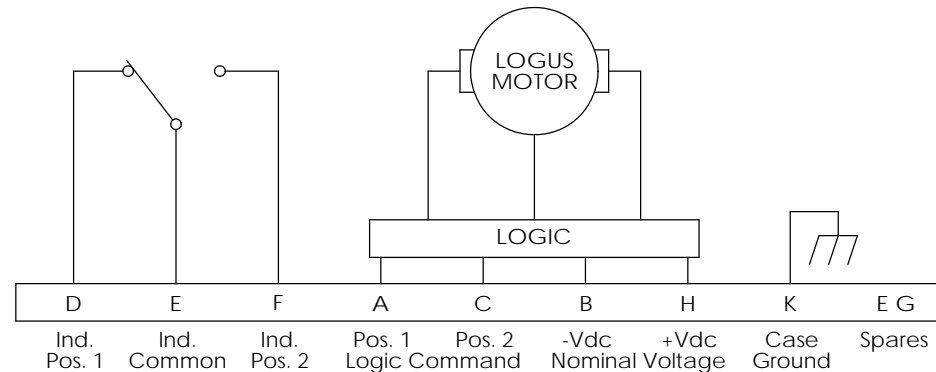 LOGUS
MOTOR
LOGIC
D E F A C B H K E G
Ind. Ind. Ind. Pos. 1 Pos. 2 -Vdc +Vdc Case Spares
Pos. 1 Common Pos. 2 Logic Command Nominal Voltage Ground